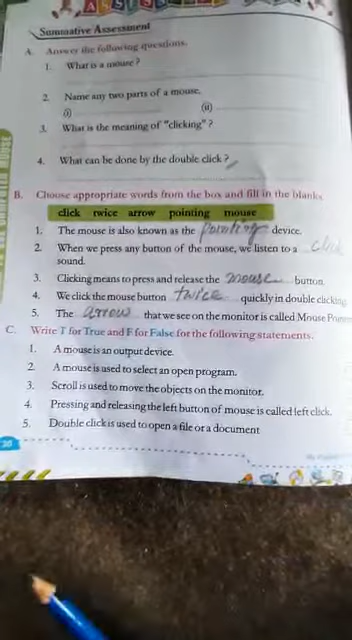 Summative Assessment
A. Answer the following questions.
1. What is a mouse?
2. Name any two parts of a mouse.
(i) (ii)
3. What is the meaning of "clicking"?
4. What can be done by the double click?
B. Choose appropriate words from the box and fill in the blanks.
click twice arrow pointing mouse
1. The mouse is also known as the pointing device.
2. When we press any button of the mouse, we listen to a click
sound.
3. Clicking means to press and release the mouse button.
4. We click the mouse button twice quickly in double clicking.
5. The arrow that we see on the monitor is called Mouse Pointer
C. Write T for True and F for False for the following statements.
1. A mouse is an output device.
2. A mouse is used to select an open program.
3. Scroll is used to move the objects on the monitor.
4. Pressing and releasing the left button of mouse is called left click.
5. Double click is used to open a file or a document